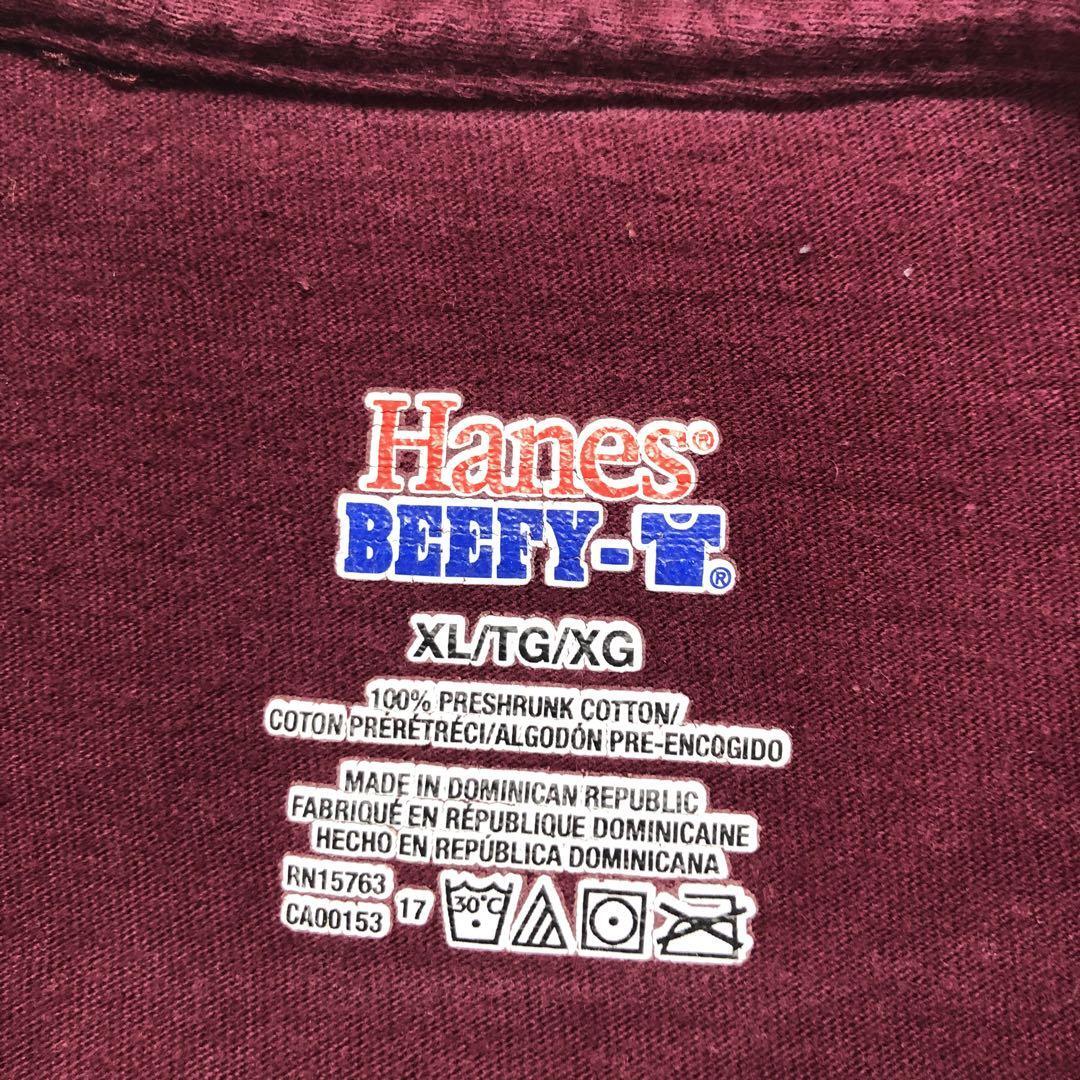 Hanes®
BEEFY-T®
XL/TG/XG
100% PRESHRUNK COTTON/
COTON PRÉRÉTRÉCI/ALGODÓN PRE-ENCOGIDO
MADE IN DOMINICAN REPUBLIC
FABRIQUÉ EN RÉPUBLIQUE DOMINICAINE
HECHO EN REPÚBLICA DOMINICANA
RN15763
CA00153 17 30°C